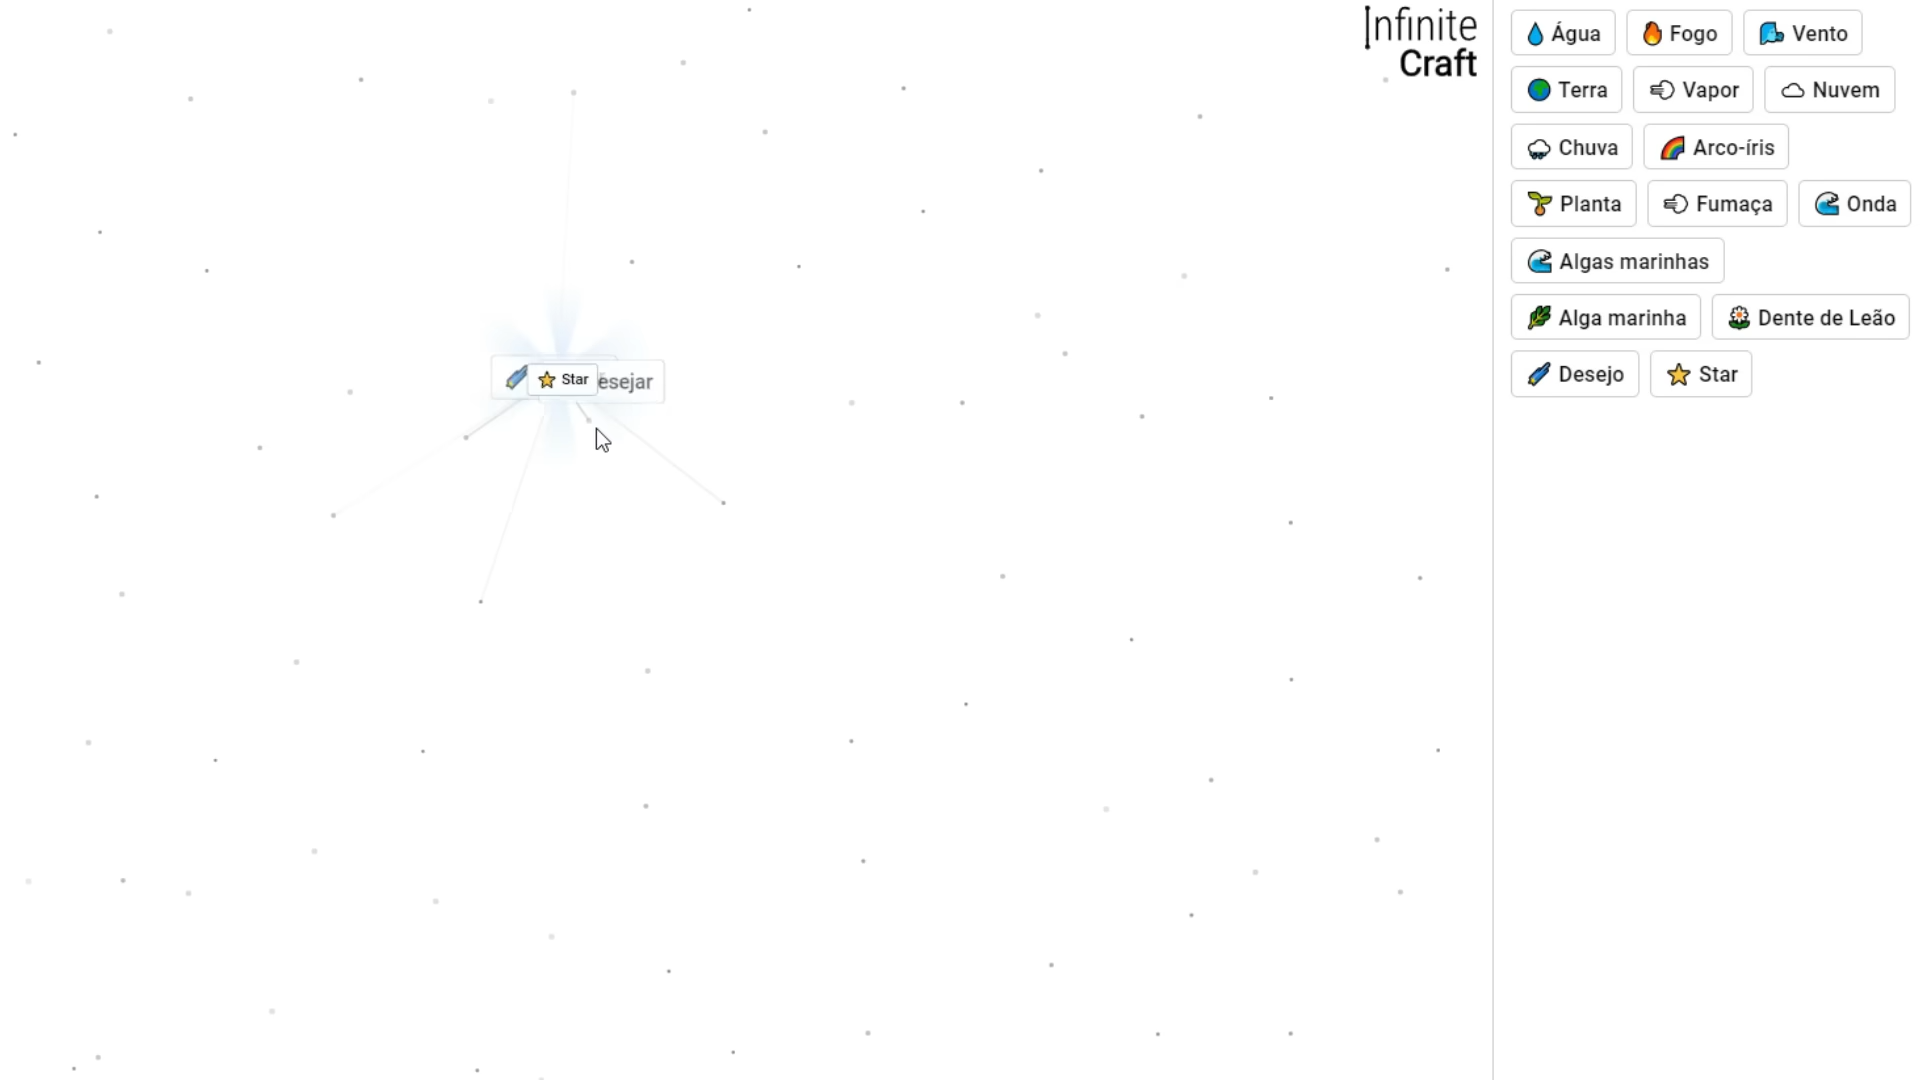 Infinite
Craft
Água Fogo Vento
Terra Vapor Nuvem
Chuva Arco-íris
Planta Fumaça Onda
Algas marinhas
Alga marinha Dente de Leão
Desejo Star
Star esejar